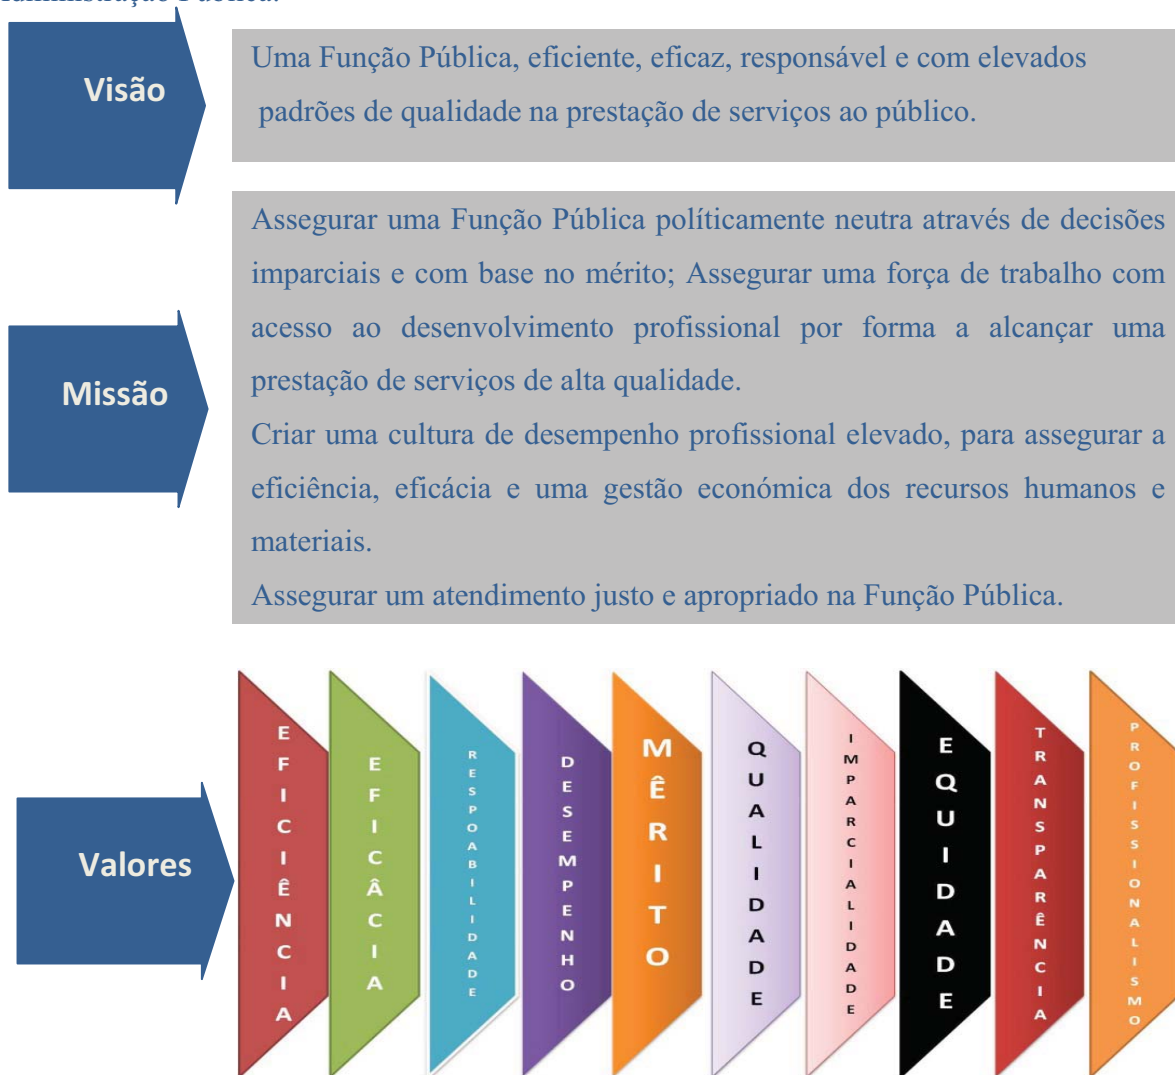 Administração Pública.
Visão
Uma Função Pública, eficiente, eficaz, responsável e com elevados
padrões de qualidade na prestação de serviços ao público.
Missão
Assegurar uma Função Pública políticamente neutra através de decisões
imparciais e com base no mérito; Assegurar uma força de trabalho com
acesso ao desenvolvimento profissional por forma a alcançar uma
prestação de serviços de alta qualidade.
Criar uma cultura de desempenho profissional elevado, para assegurar a
eficiência, eficácia e uma gestão económica dos recursos humanos e
materiais.
Assegurar um atendimento justo e apropriado na Função Pública.
Valores
EFICIÊNCIA
EFICÂCIA
RESPOABILIDADE
DESEMPENHO
MÊRITO
QUALIDADE
IMPARCIALIDADE
EQUIDADE
TRANSPARÊNCIA
PROFISSIONALISMO